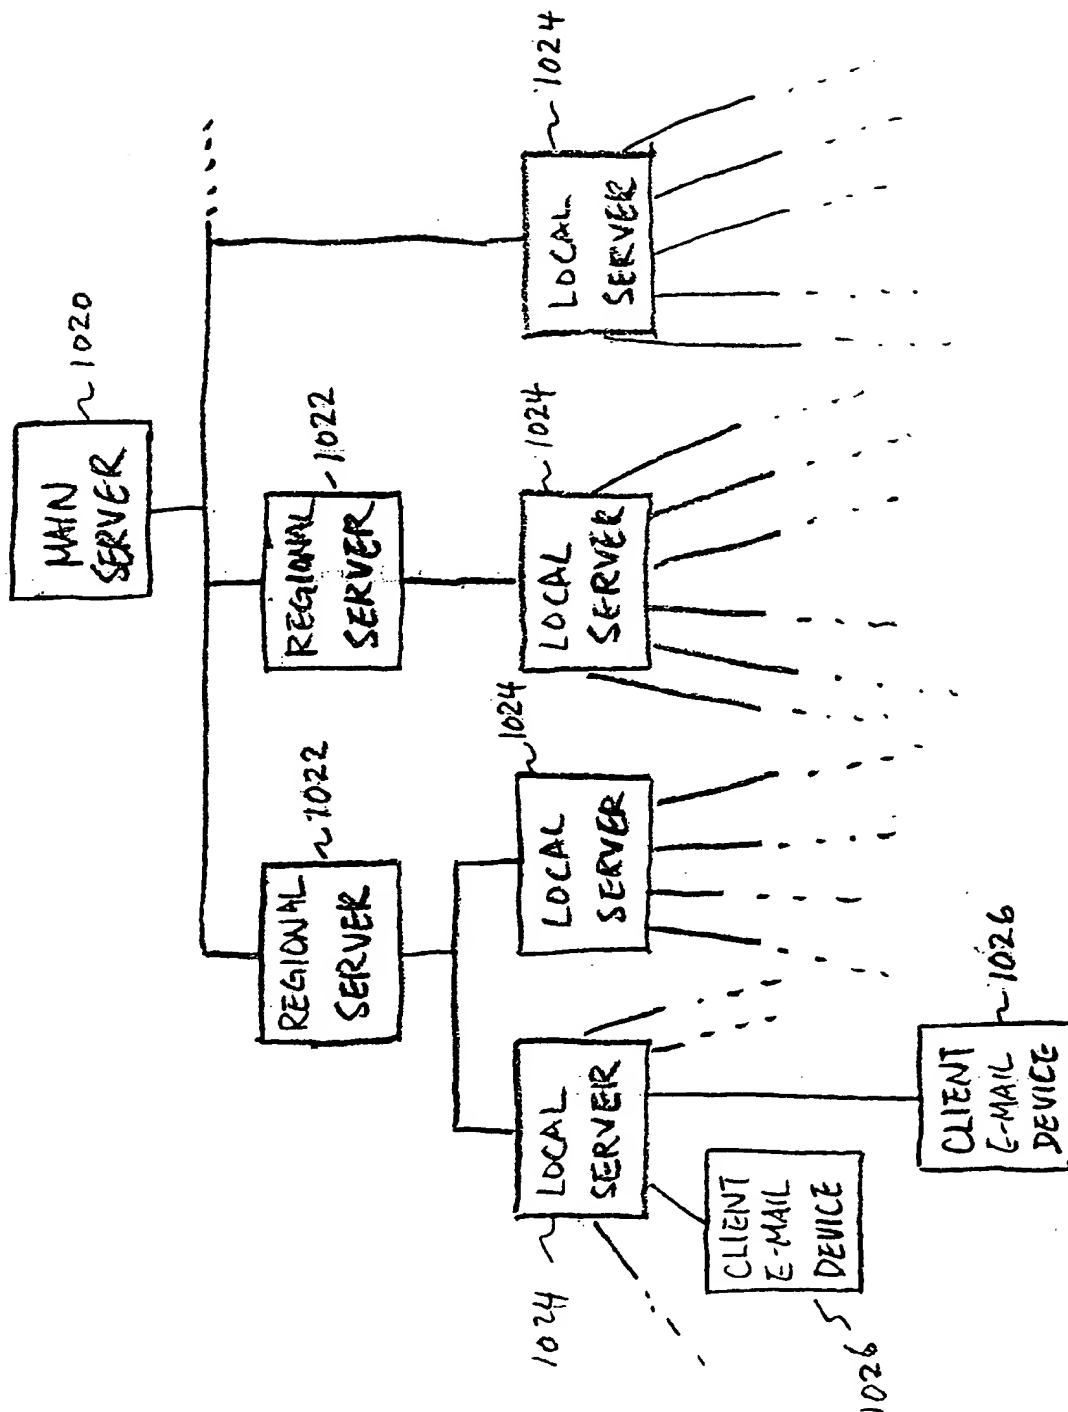 MAIN
SERVER
1020
REGIONAL
SERVER
1022
REGIONAL
SERVER
1022
LOCAL
SERVER
1024
LOCAL
SERVER
1024
LOCAL
SERVER
1024
LOCAL
SERVER
1024
CLIENT
E-MAIL
DEVICE
1026
CLIENT
E-MAIL
DEVICE
1026